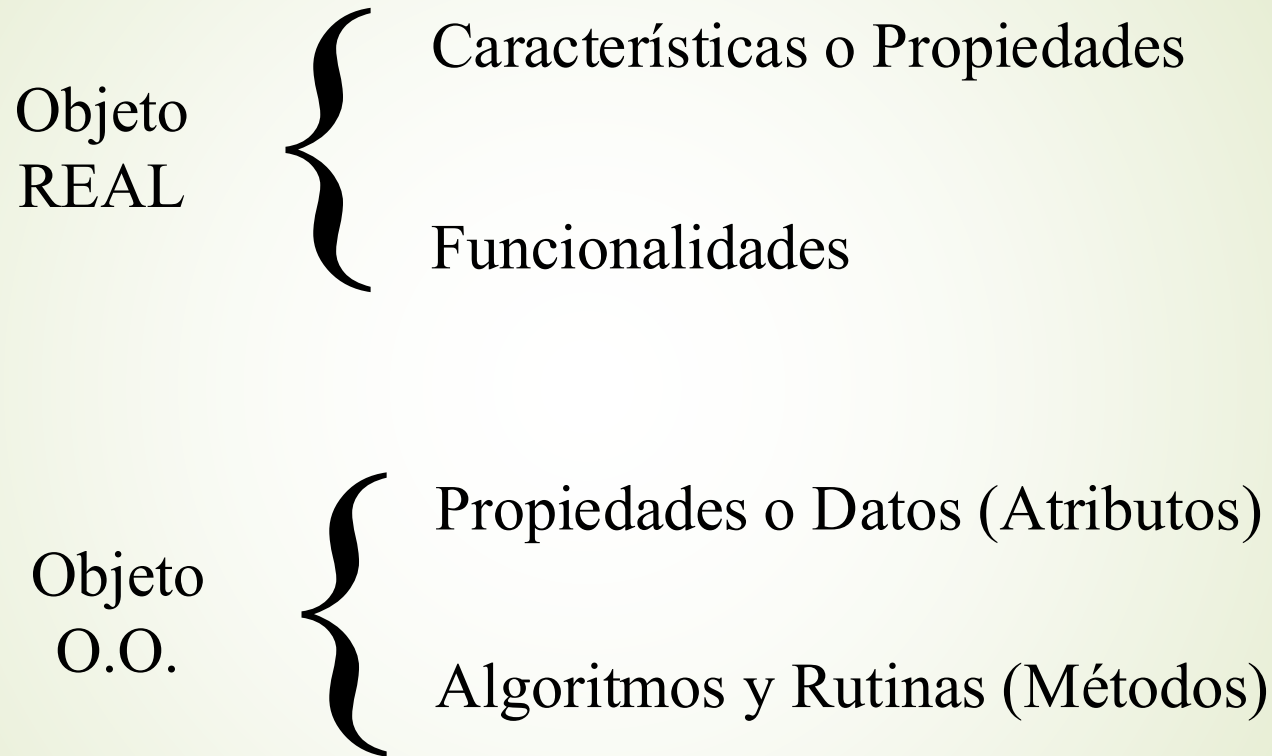 Objeto
REAL
Características o Propiedades
Funcionalidades
Objeto
O.O.
Propiedades o Datos (Atributos)
Algoritmos y Rutinas (Métodos)